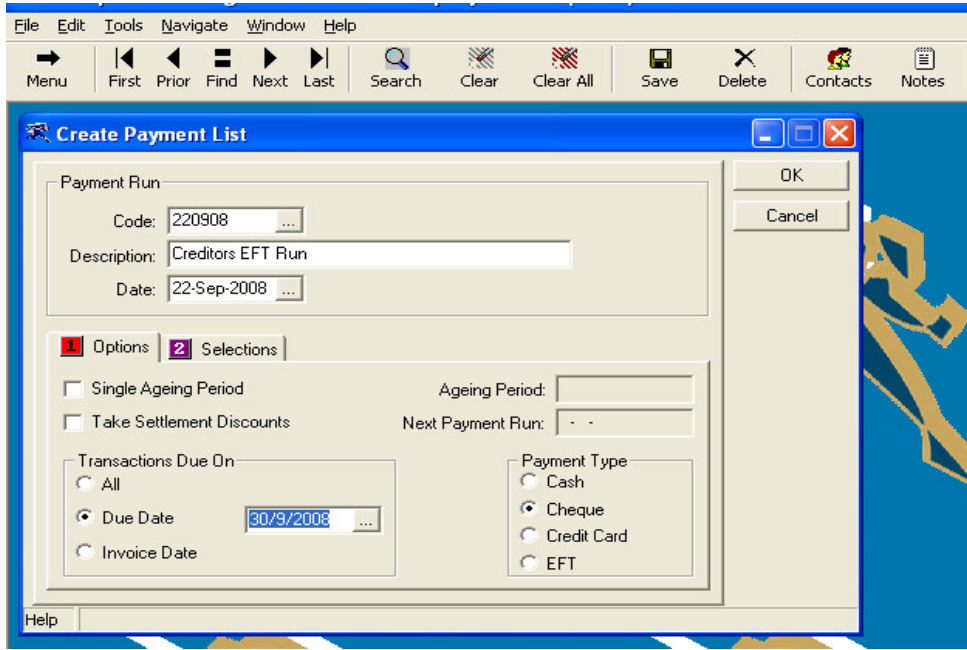 File Edit Tools Navigate Window Help
Menu First Prior Find Next Last Search Clear Clear All Save Delete Contacts Notes
Create Payment List
OK
Cancel
Payment Run
Code: 220908 ...
Description: Creditors EFT Run
Date: 22-Sep-2008 ...
1 Options 2 Selections
Single Ageing Period Ageing Period:
Take Settlement Discounts Next Payment Run: - -
Transactions Due On Payment Type
All Cash
Due Date 30/9/2008 ... Cheque
Invoice Date Credit Card
EFT
Help